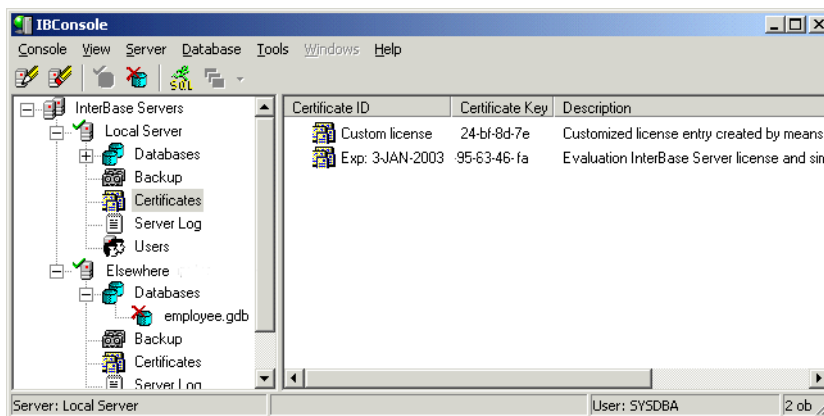 IBConsole
Console View Server Database Tools Windows Help
SQL
InterBase Servers
Local Server
Databases
Backup
Certificates
Server Log
Users
Elsewhere
Databases
employee.gdb
Backup
Certificates
Server Log
Certificate ID Certificate Key Description
Custom license 24-bf-8d-7e Customized license entry created by means
Exp: 3-JAN-2003 -95-63-46-fa Evaluation InterBase Server license and sin
Server: Local Server User: SYSDBA 2 ob